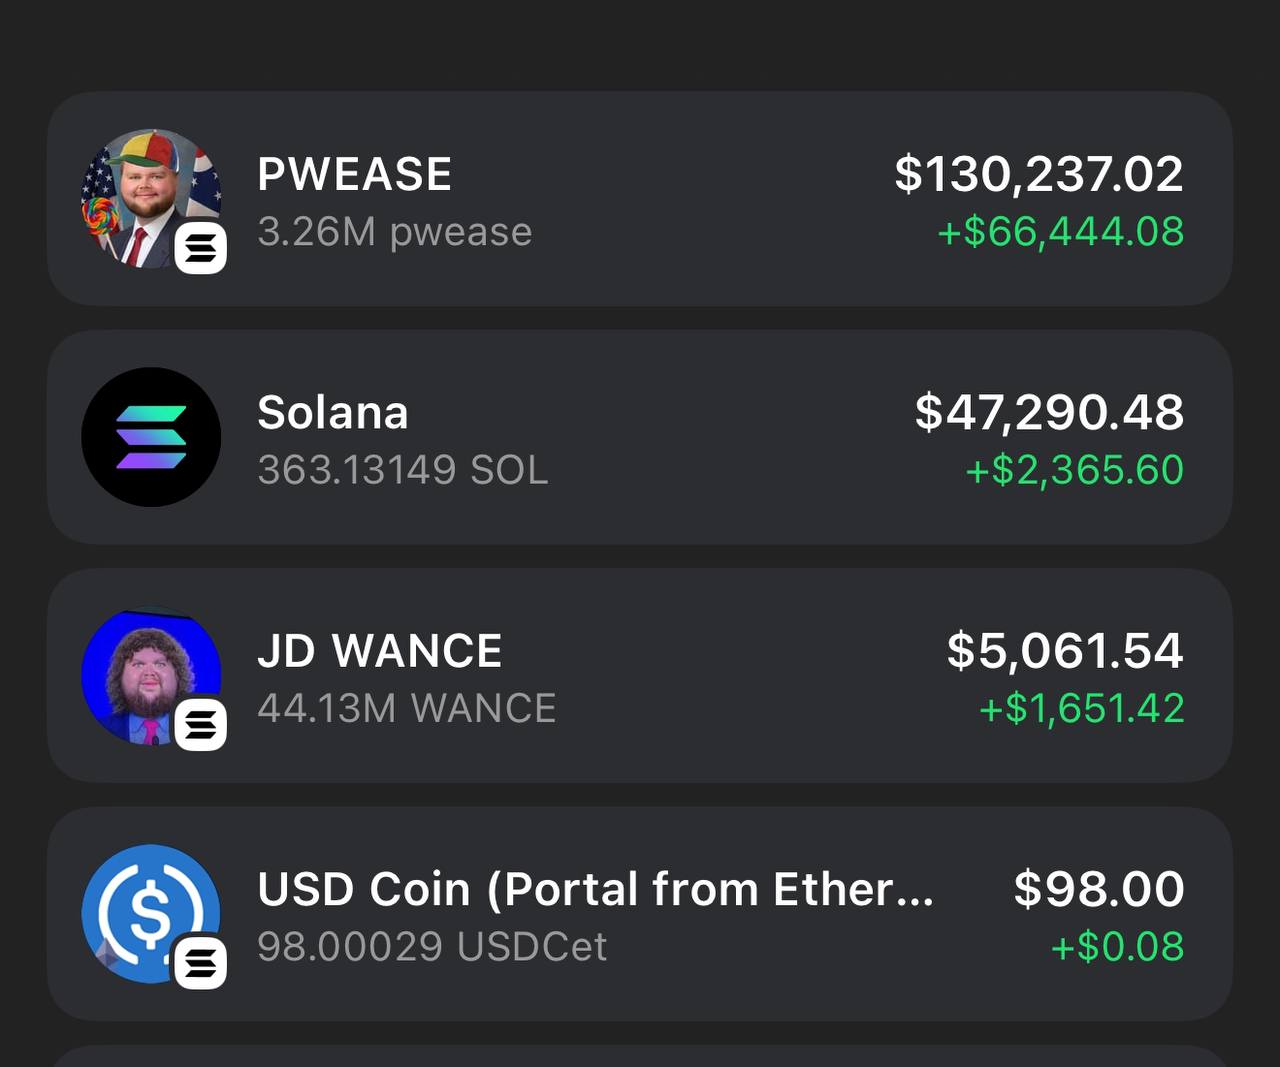 PWEASE
$130,237.02
3.26M pwease
+$66,444.08
Solana
$47,290.48
363.13149 SOL
+$2,365.60
JD WANCE
$5,061.54
44.13M WANCE
+$1,651.42
USD Coin (Portal from Ether...
$98.00
98.00029 USDCet
+$0.08